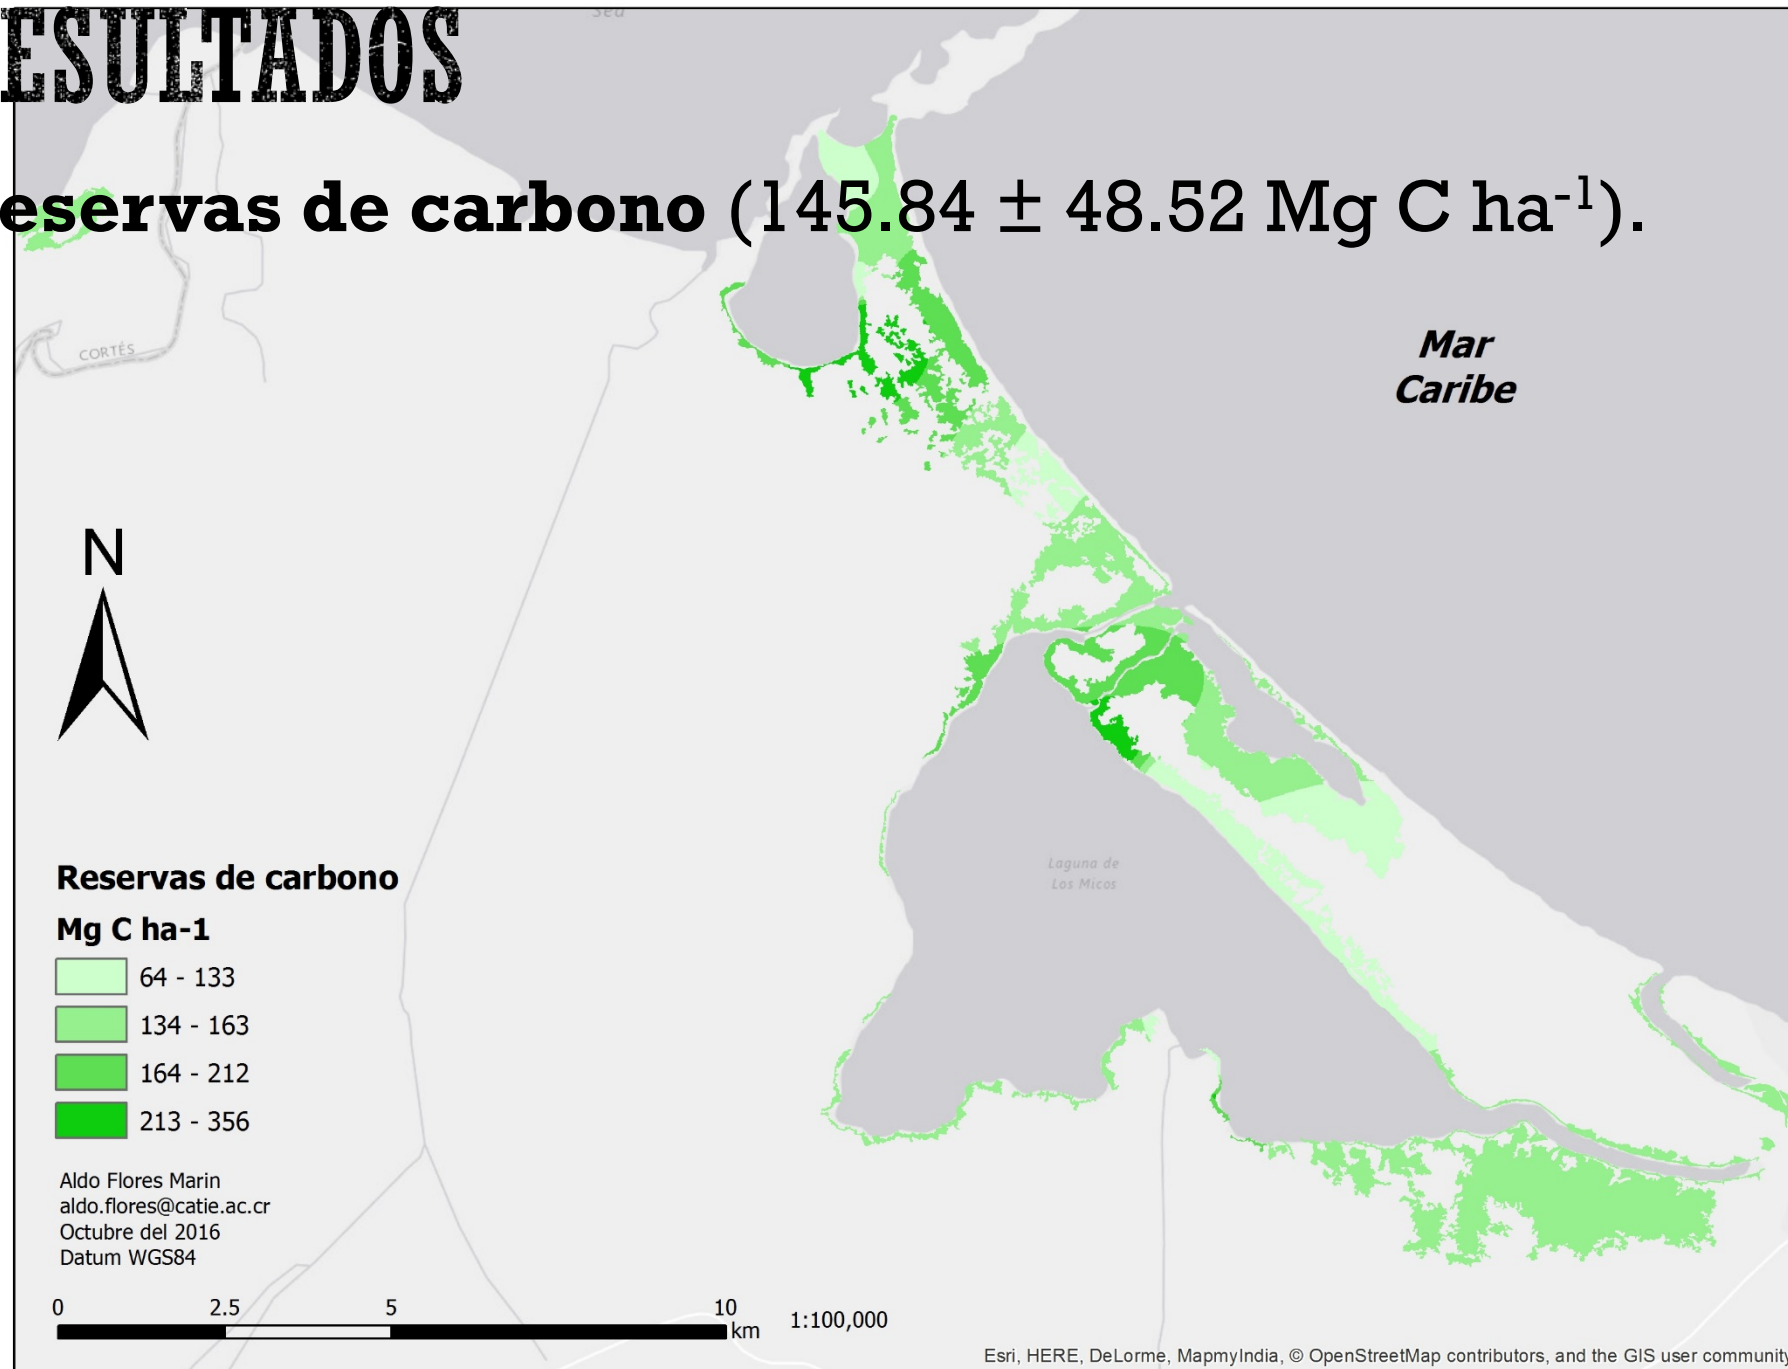 ESULTADOS
eservas de carbono (145.84 ± 48.52 Mg C ha⁻¹).
Sea
CORTÉS
Mar
Caribe
N
Laguna de
Los Micos
Reservas de carbono
Mg C ha-1
64 - 133
134 - 163
164 - 212
213 - 356
Aldo Flores Marin
aldo.flores@catie.ac.cr
Octubre del 2016
Datum WGS84
0 2.5 5 10 km 1:100,000
Esri, HERE, DeLorme, MapmyIndia, © OpenStreetMap contributors, and the GIS user community